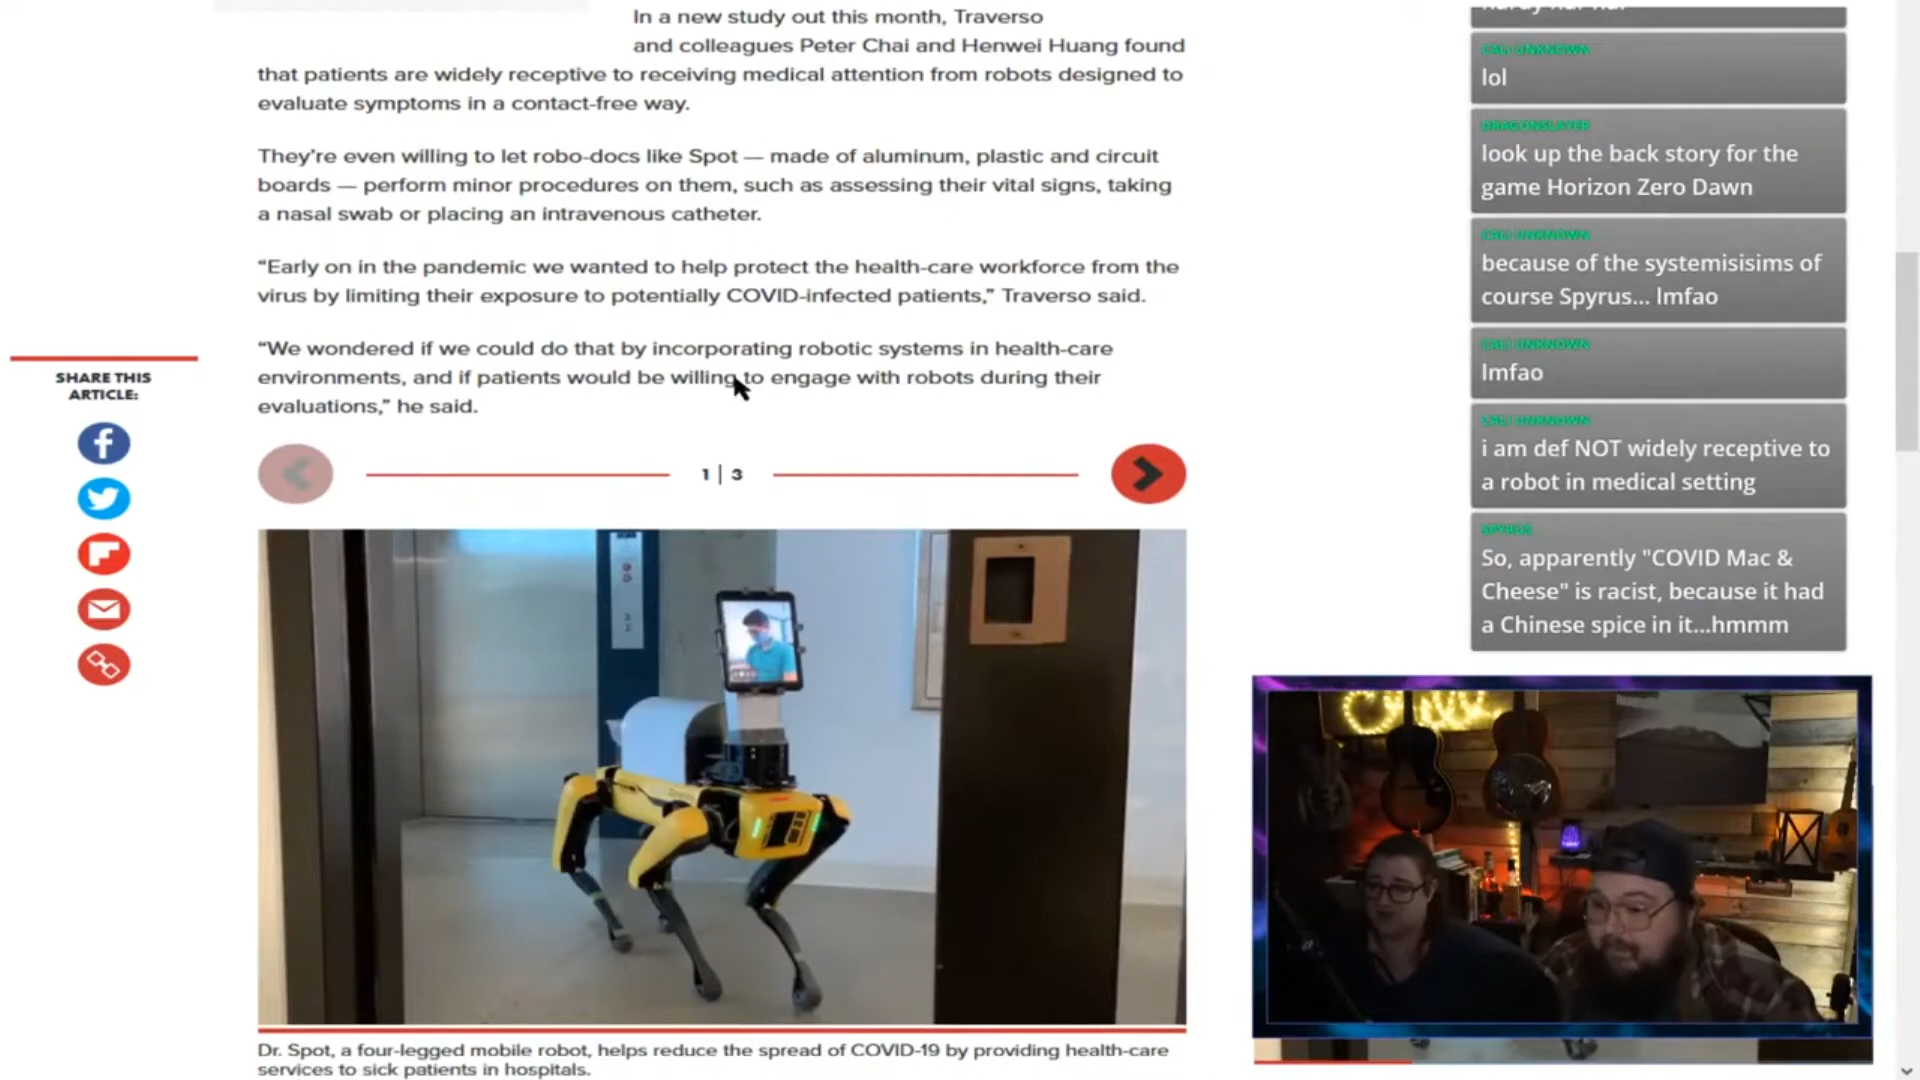 In a new study out this month, Traverso
and colleagues Peter Chai and Henwei Huang found
that patients are widely receptive to receiving medical attention from robots designed to
evaluate symptoms in a contact-free way.
They’re even willing to let robo-docs like Spot — made of aluminum, plastic and circuit
boards — perform minor procedures on them, such as assessing their vital signs, taking
a nasal swab or placing an intravenous catheter.
“Early on in the pandemic we wanted to help protect the health-care workforce from the
virus by limiting their exposure to potentially COVID-infected patients,” Traverso said.
“We wondered if we could do that by incorporating robotic systems in health-care
environments, and if patients would be willing to engage with robots during their
evaluations,” he said.
SHARE THIS
ARTICLE:
1 | 3
Dr. Spot, a four-legged mobile robot, helps reduce the spread of COVID-19 by providing health-care
services to sick patients in hospitals.
CALI UNKNOWN
lol
DRAGONSLAYER
look up the back story for the
game Horizon Zero Dawn
CALI UNKNOWN
because of the systemisisims of
course Spyrus... lmfao
CALI UNKNOWN
lmfao
CALI UNKNOWN
i am def NOT widely receptive to
a robot in medical setting
SPYRUS
So, apparently "COVID Mac &
Cheese" is racist, because it had
a Chinese spice in it...hmmm